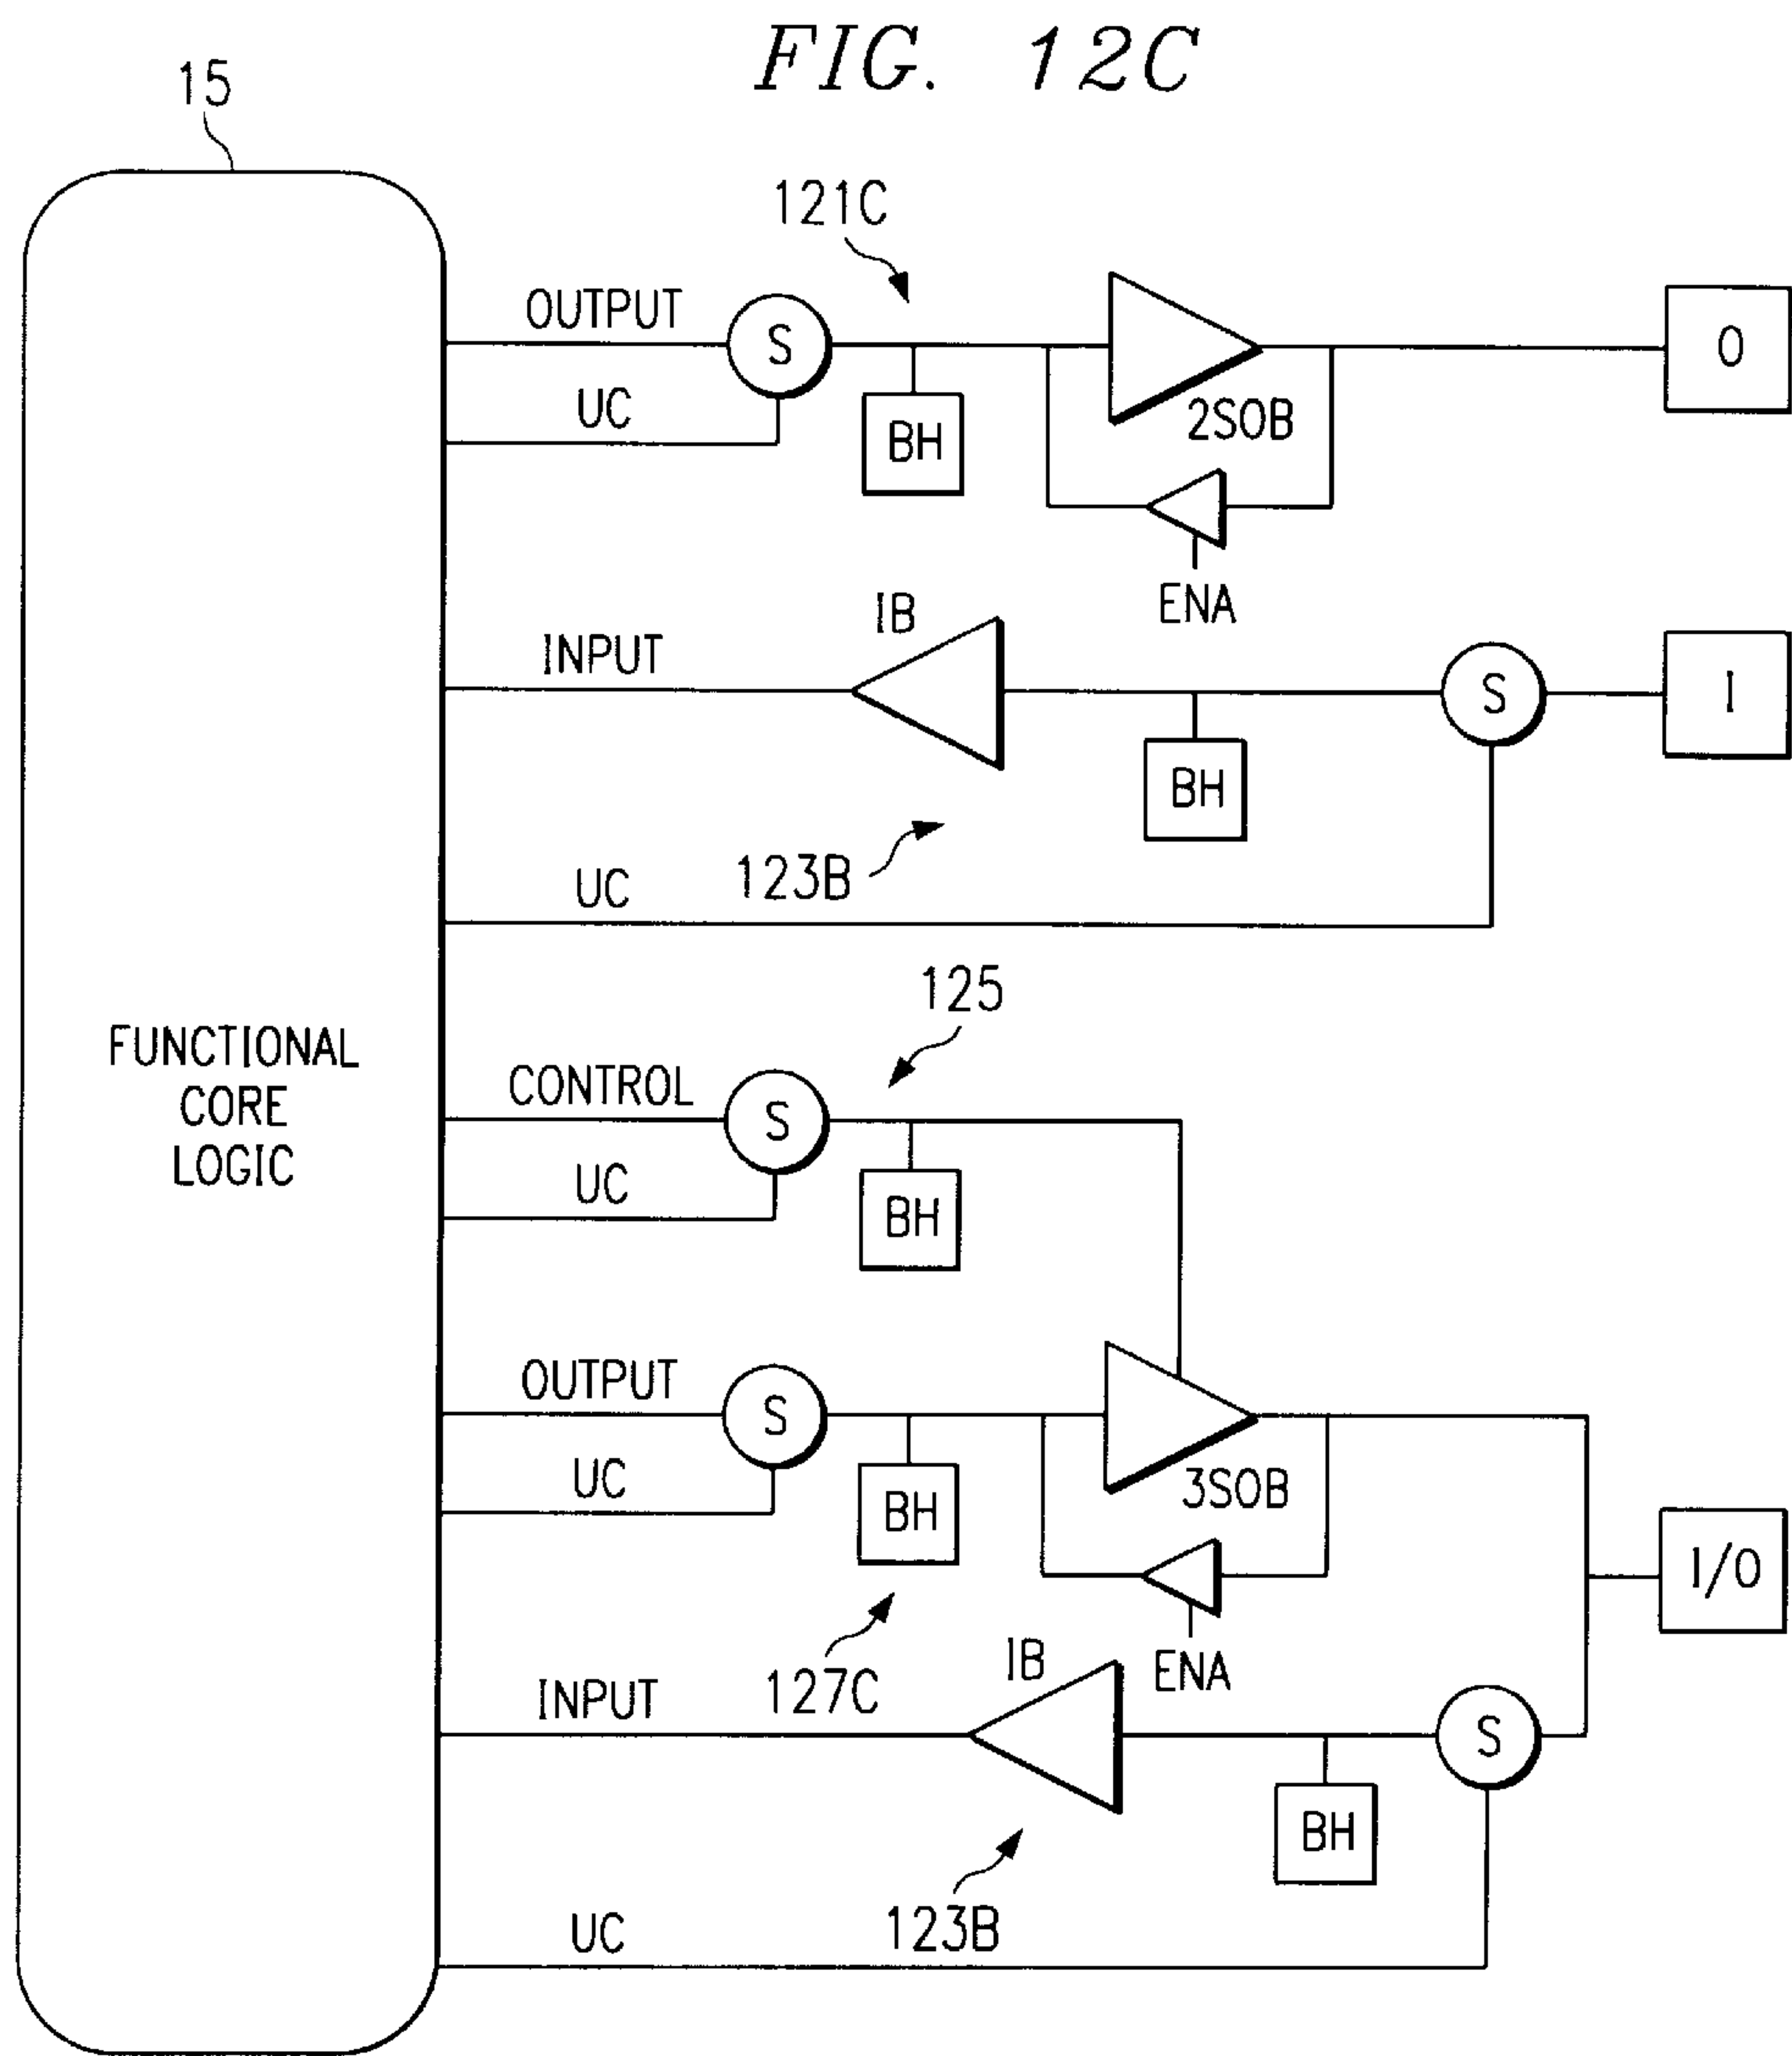 FIG. 12C
15
121C
OUTPUT
S
O
UC
BH
2SOB
ENA
IB
INPUT
S
I
BH
123B
UC
125
FUNCTIONAL
CORE
LOGIC
CONTROL
S
UC
BH
OUTPUT
S
UC
BH
3SOB
I/O
127C
IB
ENA
INPUT
S
BH
123B
UC